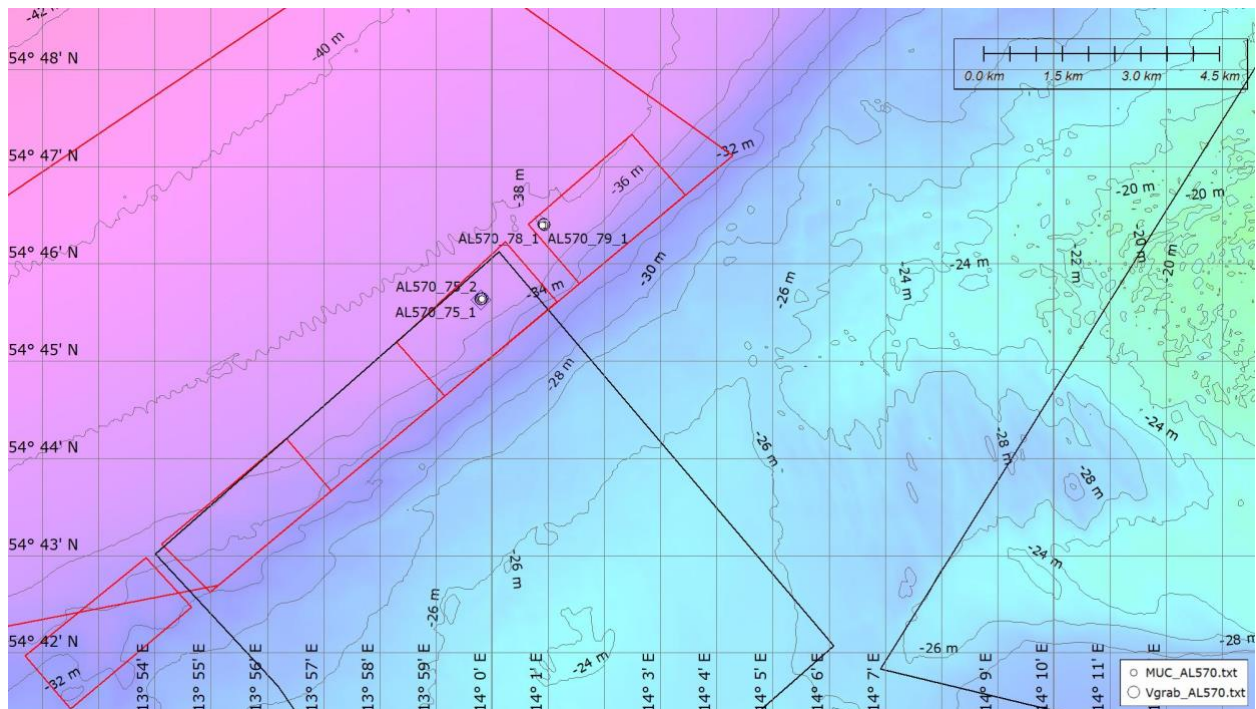 -42 m
54° 48' N
-40 m
0.0 km 1.5 km 3.0 km 4.5 km
54° 47' N
-32 m
-36 m
-38 m
-20 m
-20 m
54° 46' N
AL570_78_1 AL570_79_1
-30 m
-26 m
-24 m
-24 m
-22 m
-20 m
-20 m
AL570_75_2
-34 m
AL570_75_1
54° 45' N
-28 m
54° 44' N
-26 m
-28 m
-24 m
-28 m
54° 43' N
-26 m
-24 m
54° 42' N
-26 m
-24 m
-26 m
-28 m
-32 m
13° 54' E
13° 55' E
13° 56' E
13° 57' E
13° 58' E
13° 59' E
14° 0' E
14° 1' E
14° 3' E
14° 4' E
14° 5' E
14° 6' E
14° 7' E
14° 9' E
14° 10' E
14° 11' E
MUC_AL570.txt
Vgrab_AL570.txt